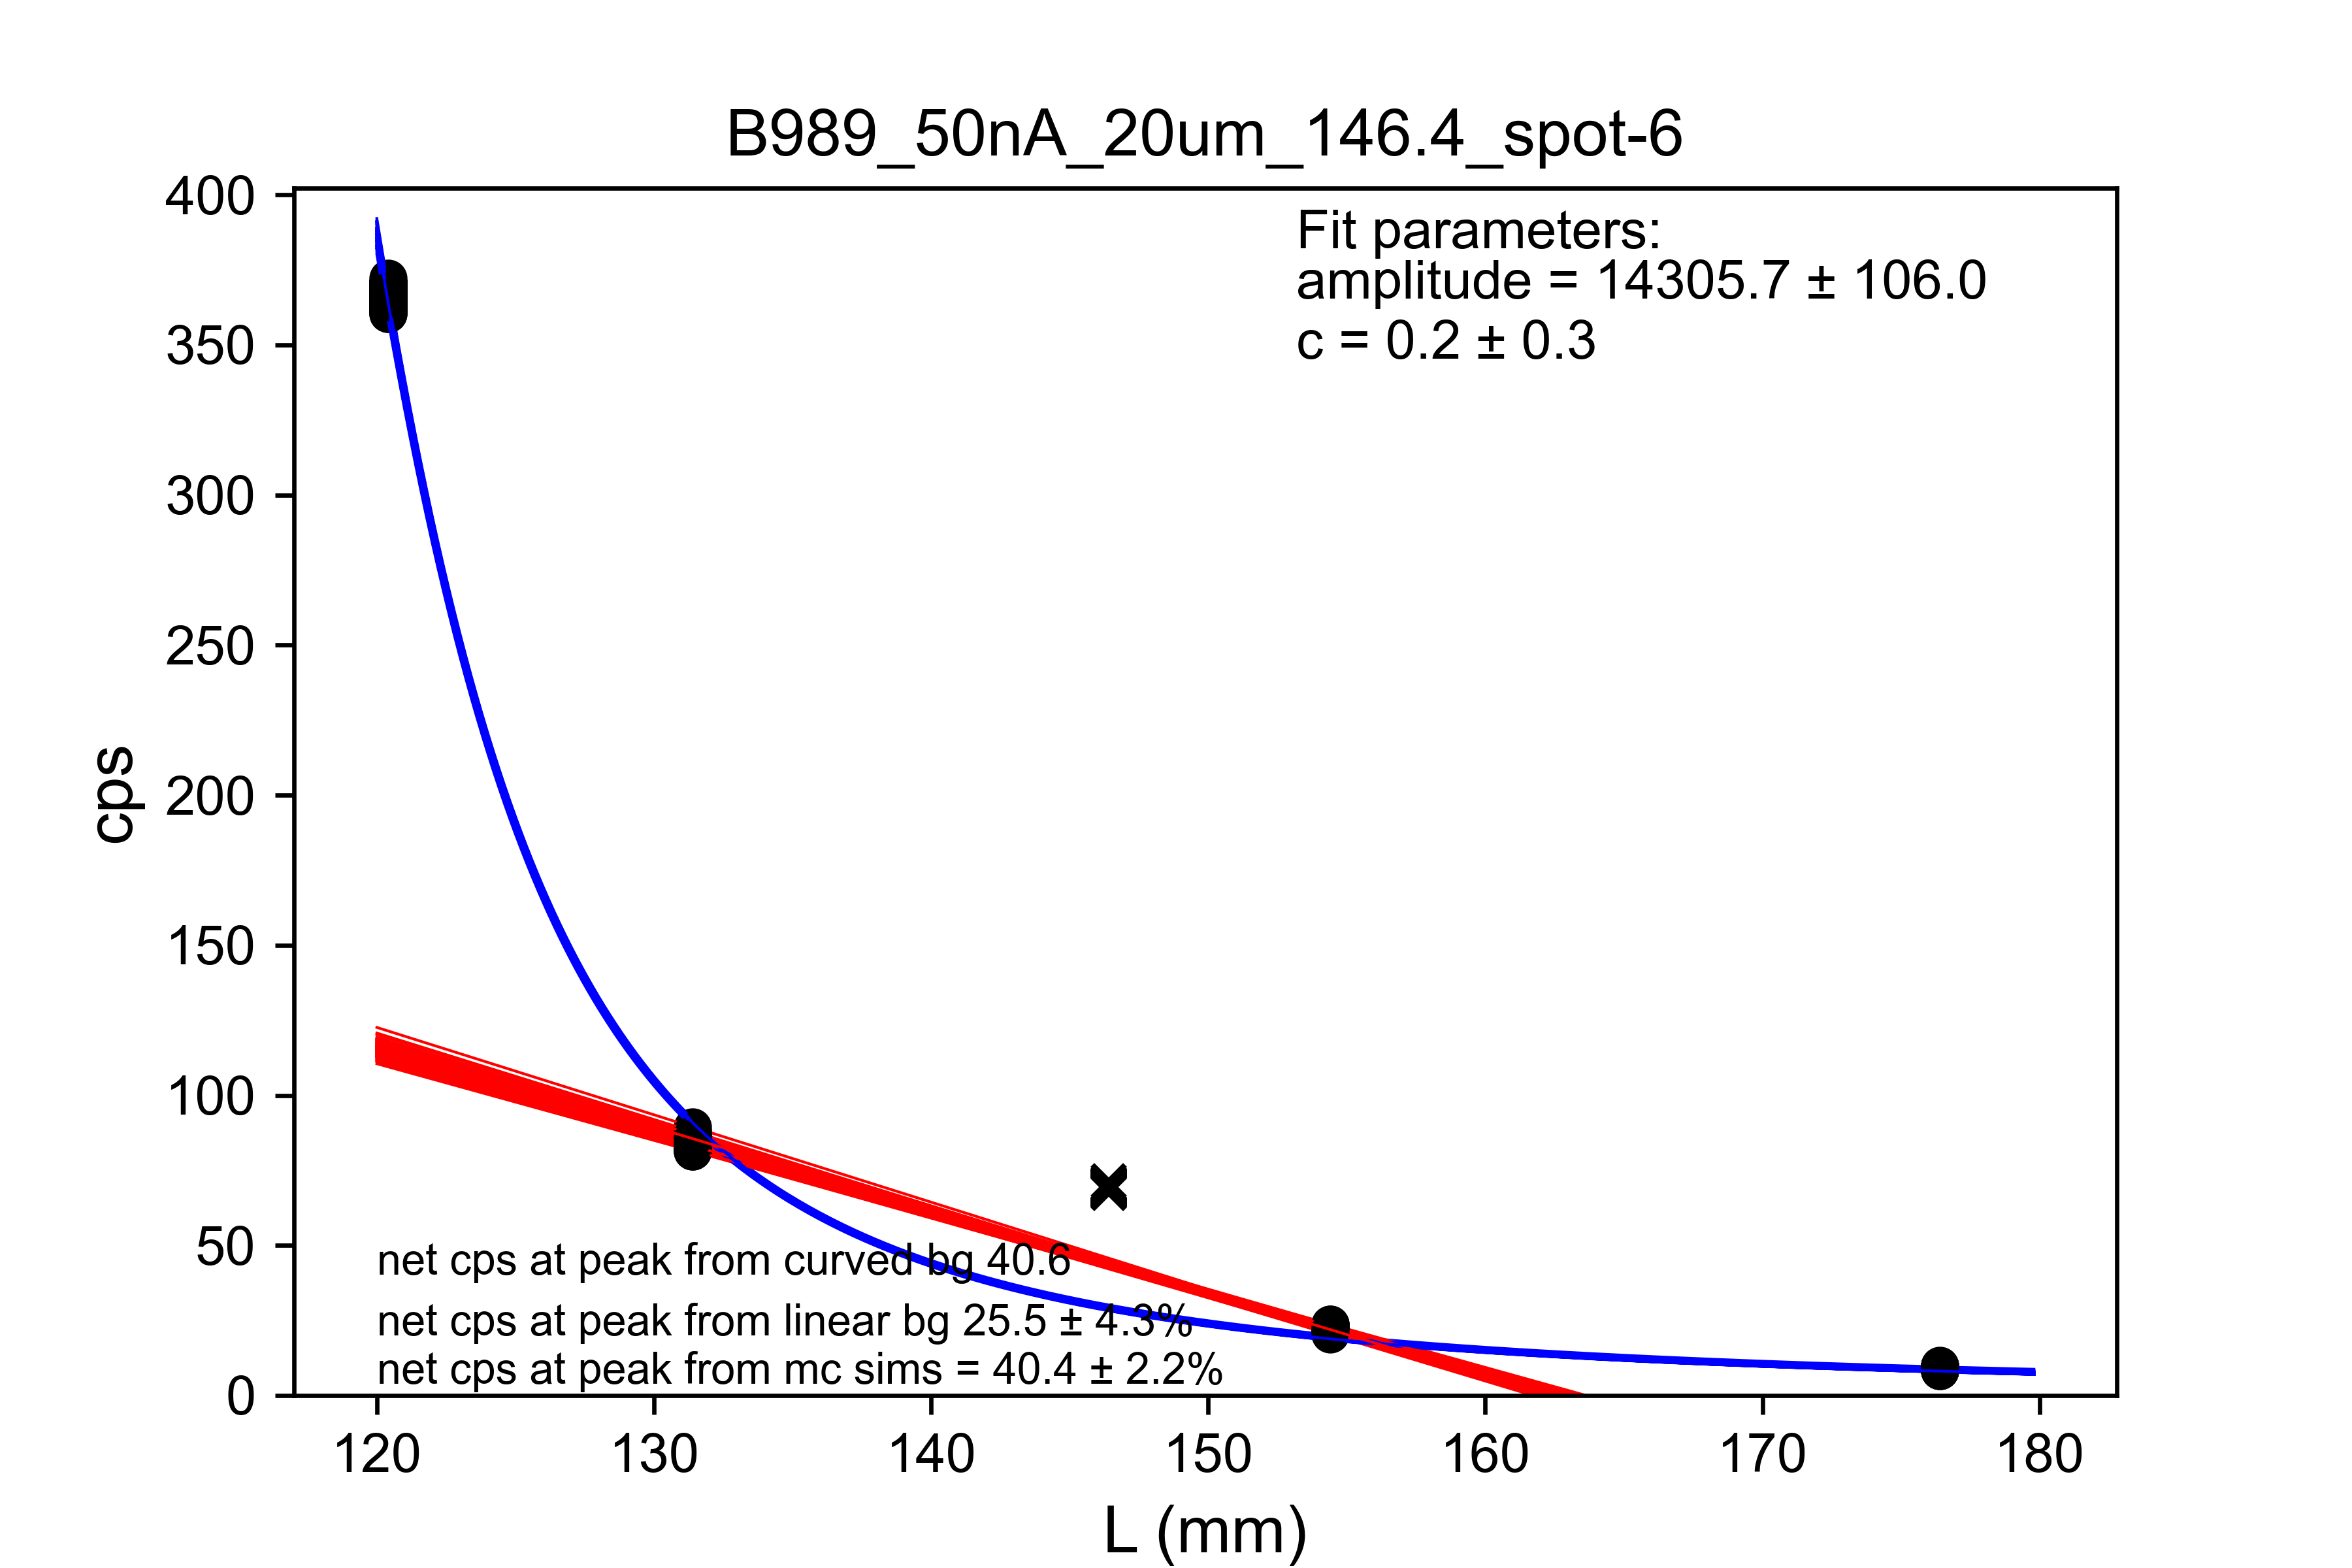 B989_50nA_20um_146.4_spot-6
Fit parameters:
amplitude = 14305.7 ± 106.0
c = 0.2 ± 0.3
400
350
300
250
200
150
100
50
0
cps
net cps at peak from curved bg 40.6
net cps at peak from linear bg 25.5 ± 4.3%
net cps at peak from mc sims = 40.4 ± 2.2%
120 130 140 150 160 170 180
L (mm)